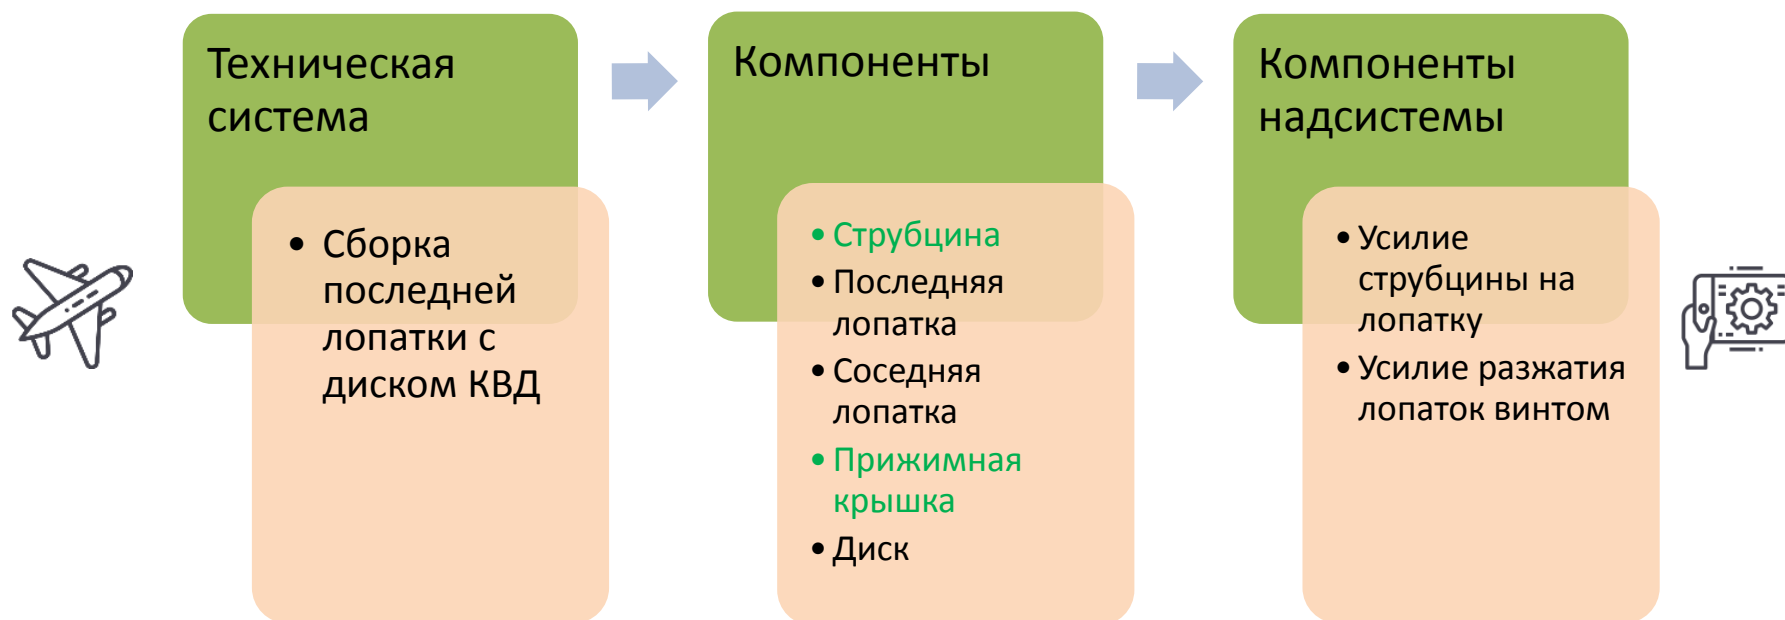 Техническая
система
• Сборка
последней
лопатки с
диском КВД
Компоненты
• Струбцина
• Последняя
лопатка
• Соседняя
лопатка
• Прижимная
крышка
• Диск
Компоненты
надсистемы
• Усилие
струбцины на
лопатку
• Усилие разжатия
лопаток винтом